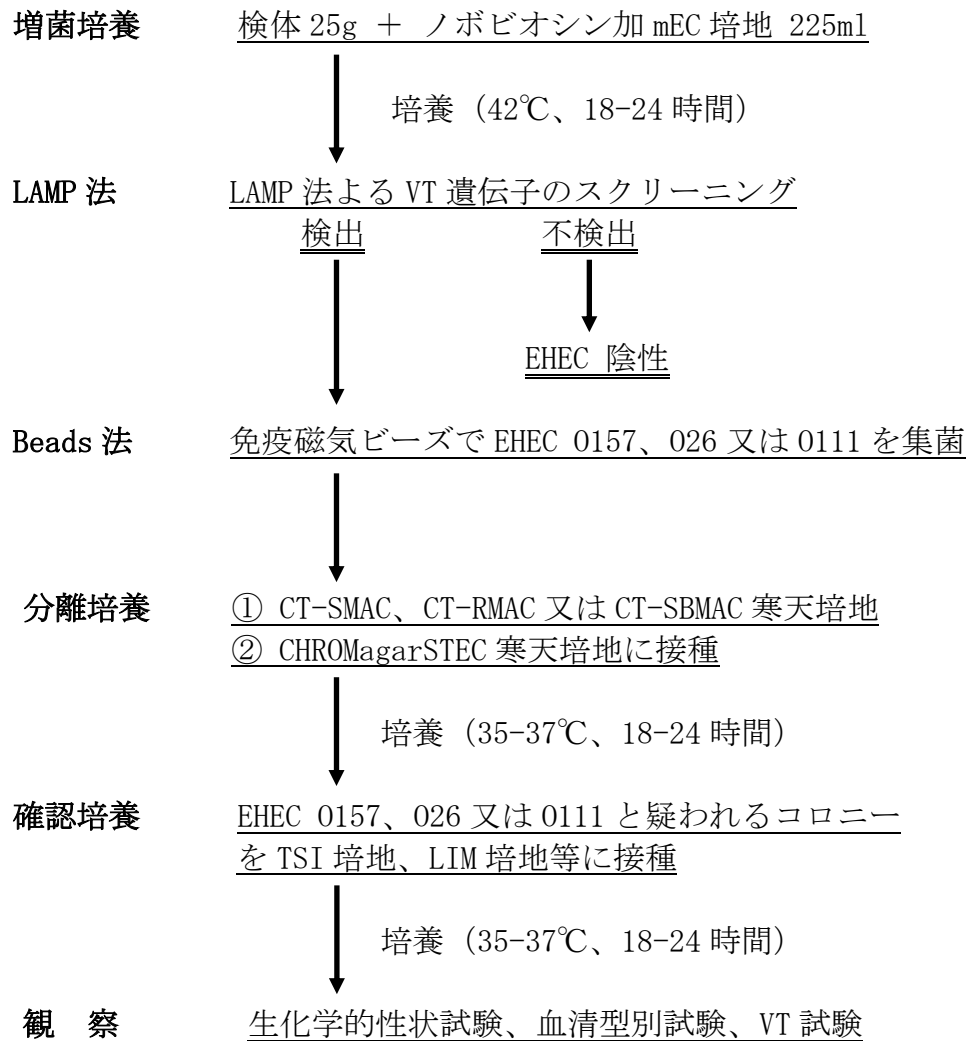 増菌培養 検体 25g + ノボビオシン加 mEC 培地 225ml
培養（42℃、18-24 時間）
LAMP 法 LAMP 法よる VT 遺伝子のスクリーニング
検出 不検出
EHEC 陰性
Beads 法 免疫磁気ビーズで EHEC O157、O26 又は O111 を集菌
分離培養 ① CT-SMAC、CT-RMAC 又は CT-SBMAC 寒天培地
② CHROMagarSTEC 寒天培地に接種
培養（35-37℃、18-24 時間）
確認培養 EHEC O157、O26 又は O111 と疑われるコロニー
を TSI 培地、LIM 培地等に接種
培養（35-37℃、18-24 時間）
観 察 生化学的性状試験、血清型別試験、VT 試験